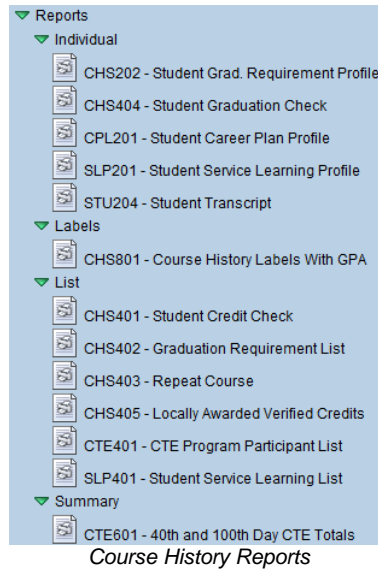 Reports
Individual
CHS202 - Student Grad. Requirement Profile
CHS404 - Student Graduation Check
CPL201 - Student Career Plan Profile
SLP201 - Student Service Learning Profile
STU204 - Student Transcript
Labels
CHS801 - Course History Labels With GPA
List
CHS401 - Student Credit Check
CHS402 - Graduation Requirement List
CHS403 - Repeat Course
CHS405 - Locally Awarded Verified Credits
CTE401 - CTE Program Participant List
SLP401 - Student Service Learning List
Summary
CTE601 - 40th and 100th Day CTE Totals
Course History Reports